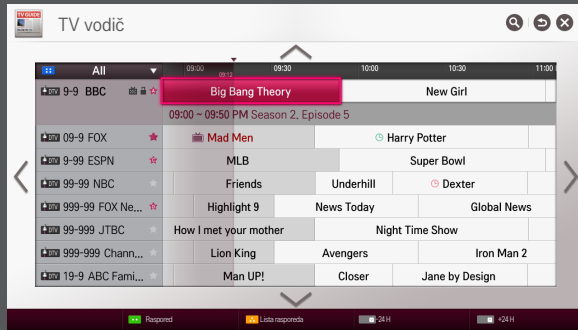 TV GUIDE
TV vodič
All ▼ 09:00 09:12 09:30 10:00 10:30 11:00
DTV 9-9 BBC Big Bang Theory New Girl
09:00 ~ 09:50 PM Season 2, Episode 5
DTV 09-9 FOX Mad Men Harry Potter
DTV 9-99 ESPN MLB Super Bowl
DTV 99-99 NBC Friends Underhill Dexter
DTV 999-99 FOX Ne... Highlight 9 News Today Global News
DTV 99-999 JTBC How I met your mother Night Time Show
DTV 999-999 Chann... Lion King Avengers Iron Man 2
DTV 19-9 ABC Fami... Man UP! Closer Jane by Design
Raspored Lista rasporeda -24 H +24 H